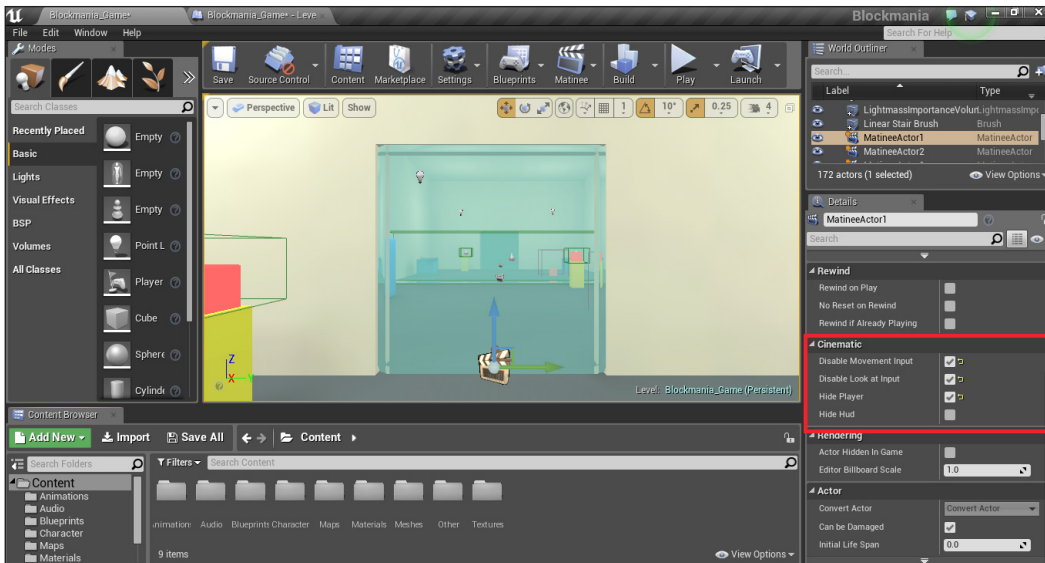 Blockmania_Game*
Blockmania_Game* - Leve
Blockmania
File Edit Window Help
Search For Help
Modes
World Outliner
Save Source Control Content Marketplace Settings Blueprints Matinee Build Play Launch
Search...
Label Type
Search Classes
Perspective Lit Show
10° 0.25 4
LightmassImportanceVolum LightmassImpo
Linear Stair Brush Brush
MatineeActor1 MatineeActor
MatineeActor2 MatineeActor
172 actors (1 selected) View Options
Recently Placed
Basic
Lights
Visual Effects
BSP
Volumes
All Classes
Empty
Empty
Empty
Point L
Player
Cube
Sphere
Cylinde
Z
X Y
Level: Blockmania_Game (Persistent)
Details
MatineeActor1
Search
Rewind
Rewind on Play
No Reset on Rewind
Rewind if Already Playing
Cinematic
Disable Movement Input
Disable Look at Input
Hide Player
Hide Hud
Rendering
Actor Hidden In Game
Editor Billboard Scale 1.0
Actor
Convert Actor Convert Actor
Can be Damaged
Initial Life Span 0.0
Content Browser
Add New Import Save All Content
Search Folders
Filters Search Content
Content
Animations
Audio
Blueprints
Character
Maps
Materials
Animation: Audio Blueprints Character Maps Materials Meshes Other Textures
9 items View Options